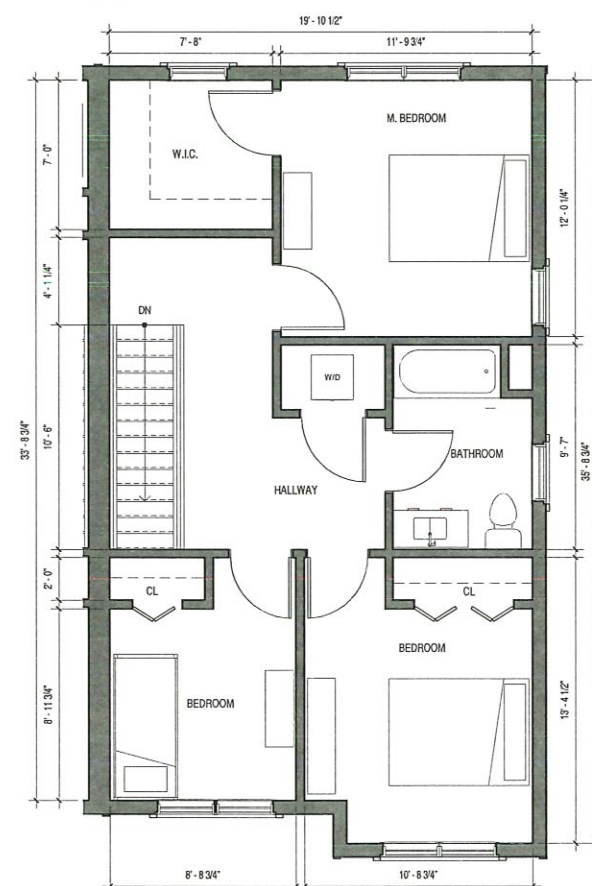 19' - 10 1/2"
7' - 8"
11' - 9 3/4"
M. BEDROOM
W.I.C.
7' - 0"
12' - 0 1/4"
4' - 1 1/4"
DN
W/D
33' - 8 3/4"
10' - 6"
BATHROOM
9' - 7"
35' - 8 3/4"
HALLWAY
2' - 0"
CL
CL
BEDROOM
BEDROOM
8' - 11 3/4"
13' - 4 1/2"
8' - 8 3/4"
10' - 8 3/4"